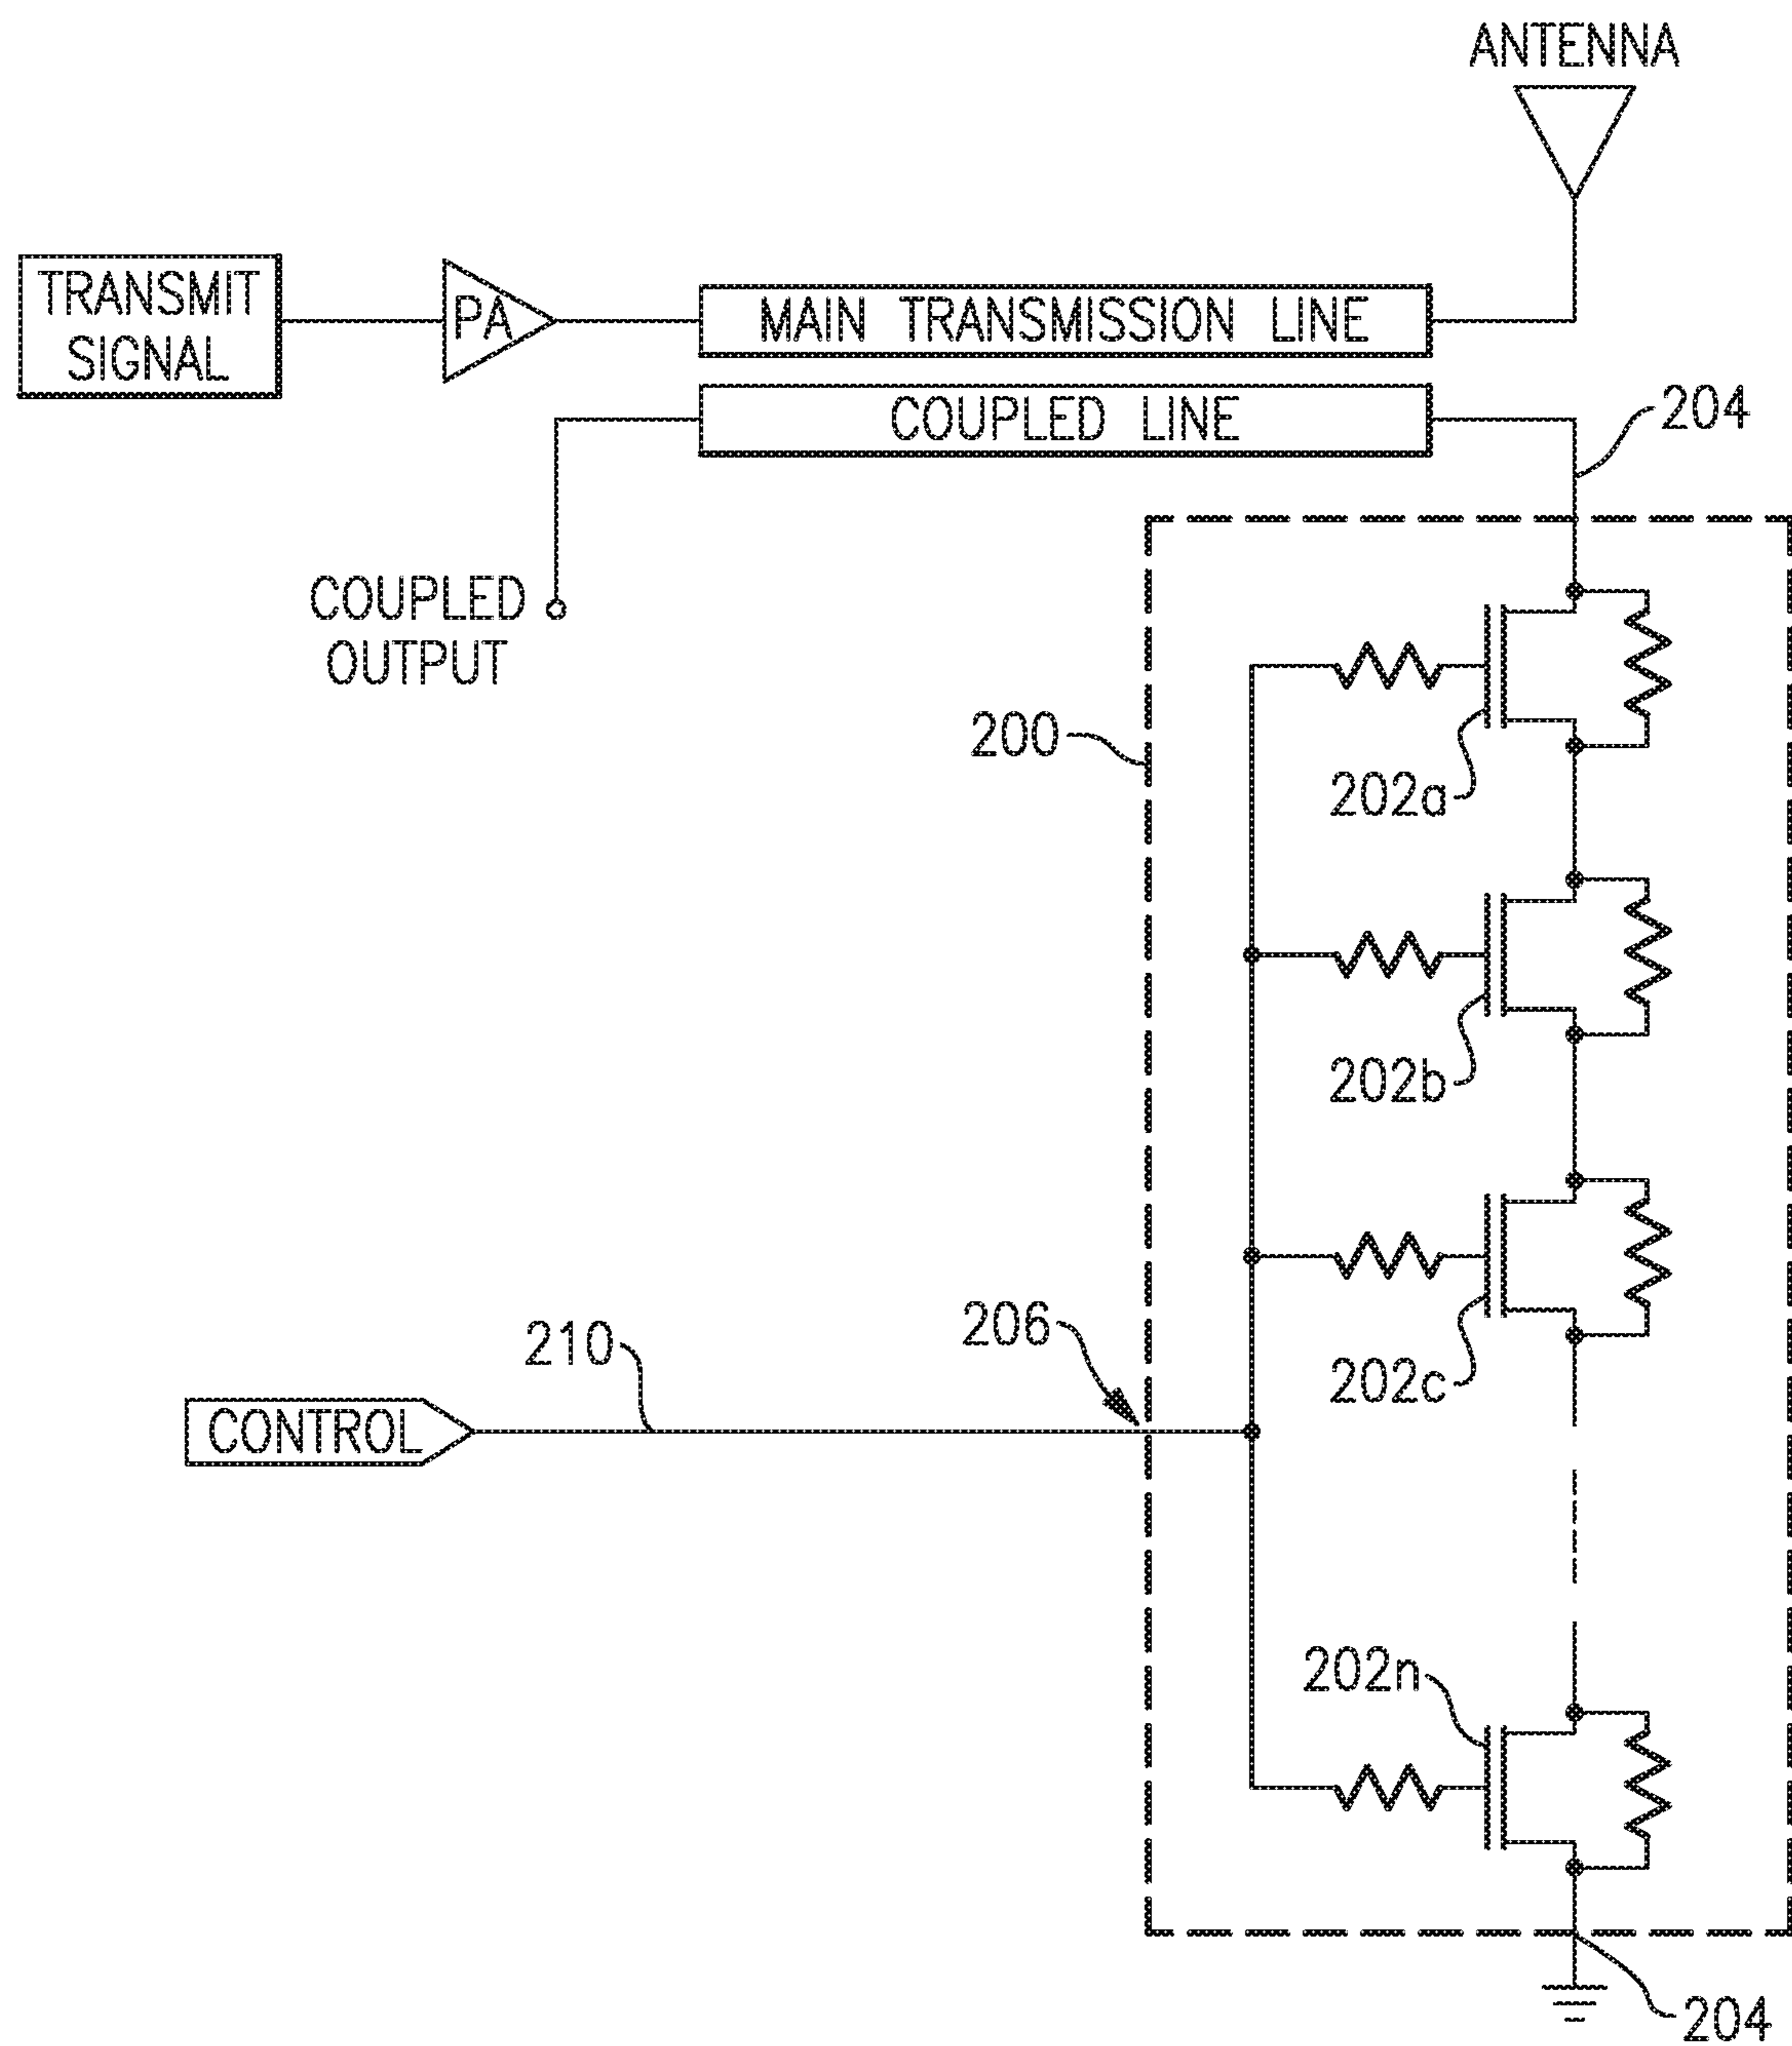 ANTENNA
TRANSMIT
SIGNAL
PA
MAIN TRANSMISSION LINE
COUPLED LINE
204
COUPLED
OUTPUT
200
202a
202b
206
210
202c
CONTROL
202n
204